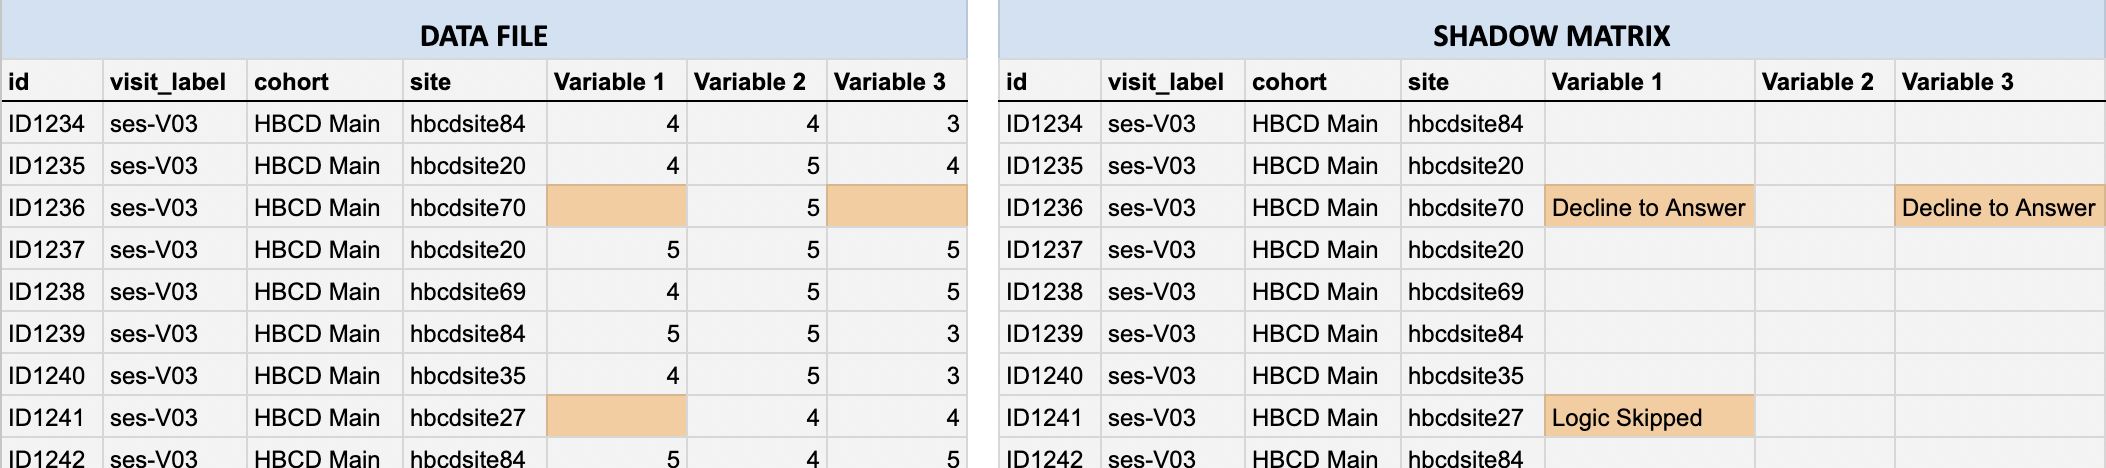 DATA FILE SHADOW MATRIX
id visit_label cohort site Variable 1 Variable 2 Variable 3 id visit_label cohort site Variable 1 Variable 2 Variable 3
ID1234 ses-V03 HBCD Main hbcdsite84 4 4 3 ID1234 ses-V03 HBCD Main hbcdsite84
ID1235 ses-V03 HBCD Main hbcdsite20 4 5 4 ID1235 ses-V03 HBCD Main hbcdsite20
ID1236 ses-V03 HBCD Main hbcdsite70 5 ID1236 ses-V03 HBCD Main hbcdsite70 Decline to Answer Decline to Answer
ID1237 ses-V03 HBCD Main hbcdsite20 5 5 5 ID1237 ses-V03 HBCD Main hbcdsite20
ID1238 ses-V03 HBCD Main hbcdsite69 4 5 5 ID1238 ses-V03 HBCD Main hbcdsite69
ID1239 ses-V03 HBCD Main hbcdsite84 5 5 3 ID1239 ses-V03 HBCD Main hbcdsite84
ID1240 ses-V03 HBCD Main hbcdsite35 4 5 3 ID1240 ses-V03 HBCD Main hbcdsite35
ID1241 ses-V03 HBCD Main hbcdsite27 4 4 ID1241 ses-V03 HBCD Main hbcdsite27 Logic Skipped
ID1242 ses-V03 HBCD Main hbcdsite84 5 4 5 ID1242 ses-V03 HBCD Main hbcdsite84